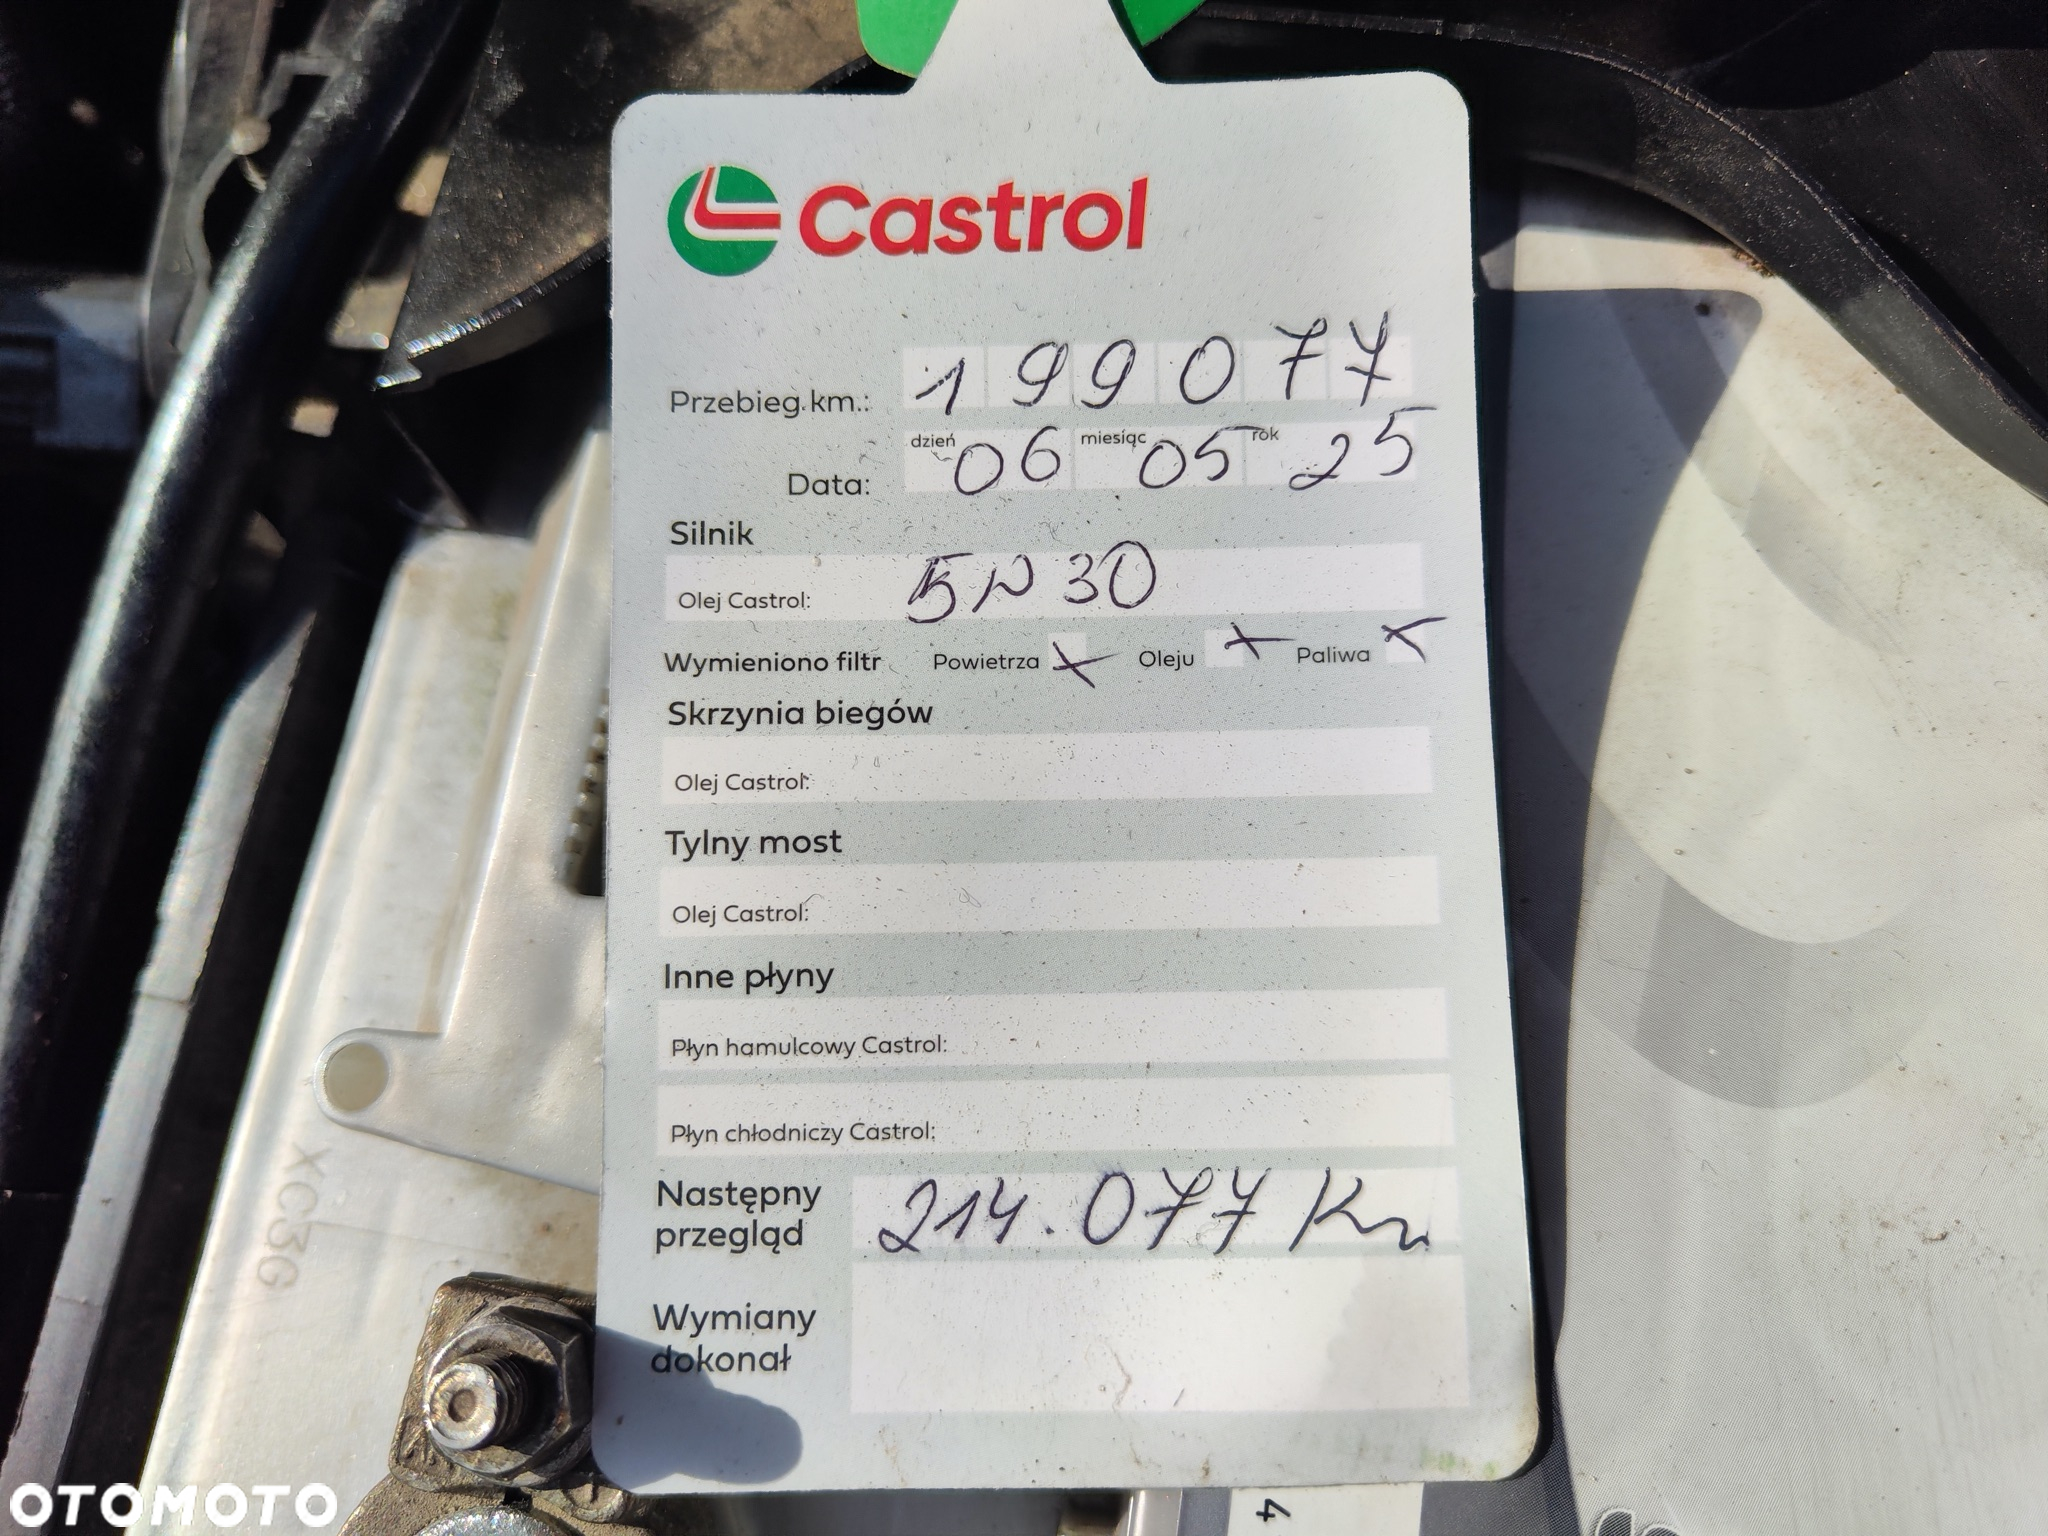 Castrol
Przebieg.km.: 199077
dzień miesiąc rok
Data: 06 05 25
Silnik
Olej Castrol: 5W30
Wymieniono filtr Powietrza x Oleju x Paliwa x
Skrzynia biegów
Olej Castrol:
Tylny most
Olej Castrol:
Inne płyny
Płyn hamulcowy Castrol:
Płyn chłodniczy Castrol:
Następny
przegląd 214.077 Km
Wymiany
dokonał
XC3G
4
OTOMOTO